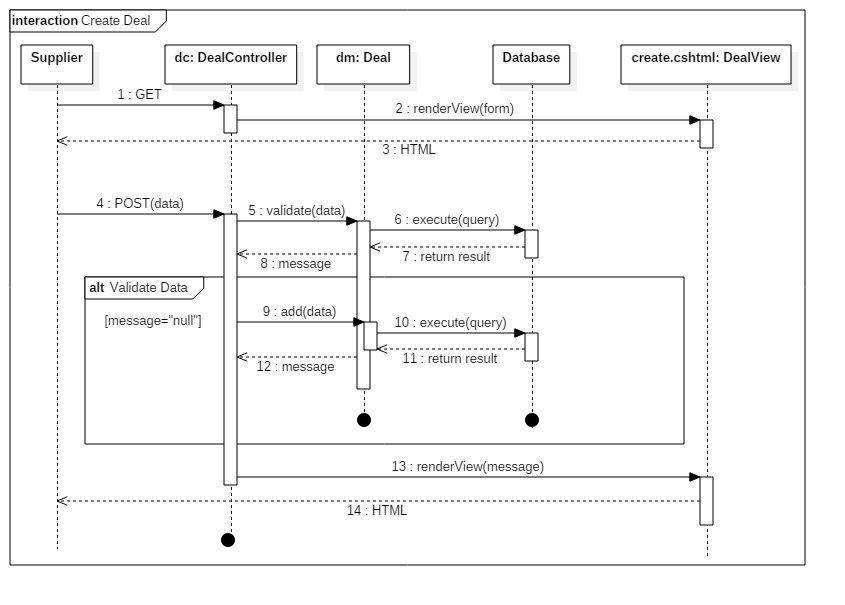 interaction Create Deal
Supplier
dc: DealController
dm: Deal
Database
create.cshtml: DealView
1 : GET
2 : renderView(form)
3 : HTML
4 : POST(data)
5 : validate(data)
6 : execute(query)
7 : return result
8 : message
alt Validate Data
[message="null"]
9 : add(data)
10 : execute(query)
11 : return result
12 : message
13 : renderView(message)
14 : HTML